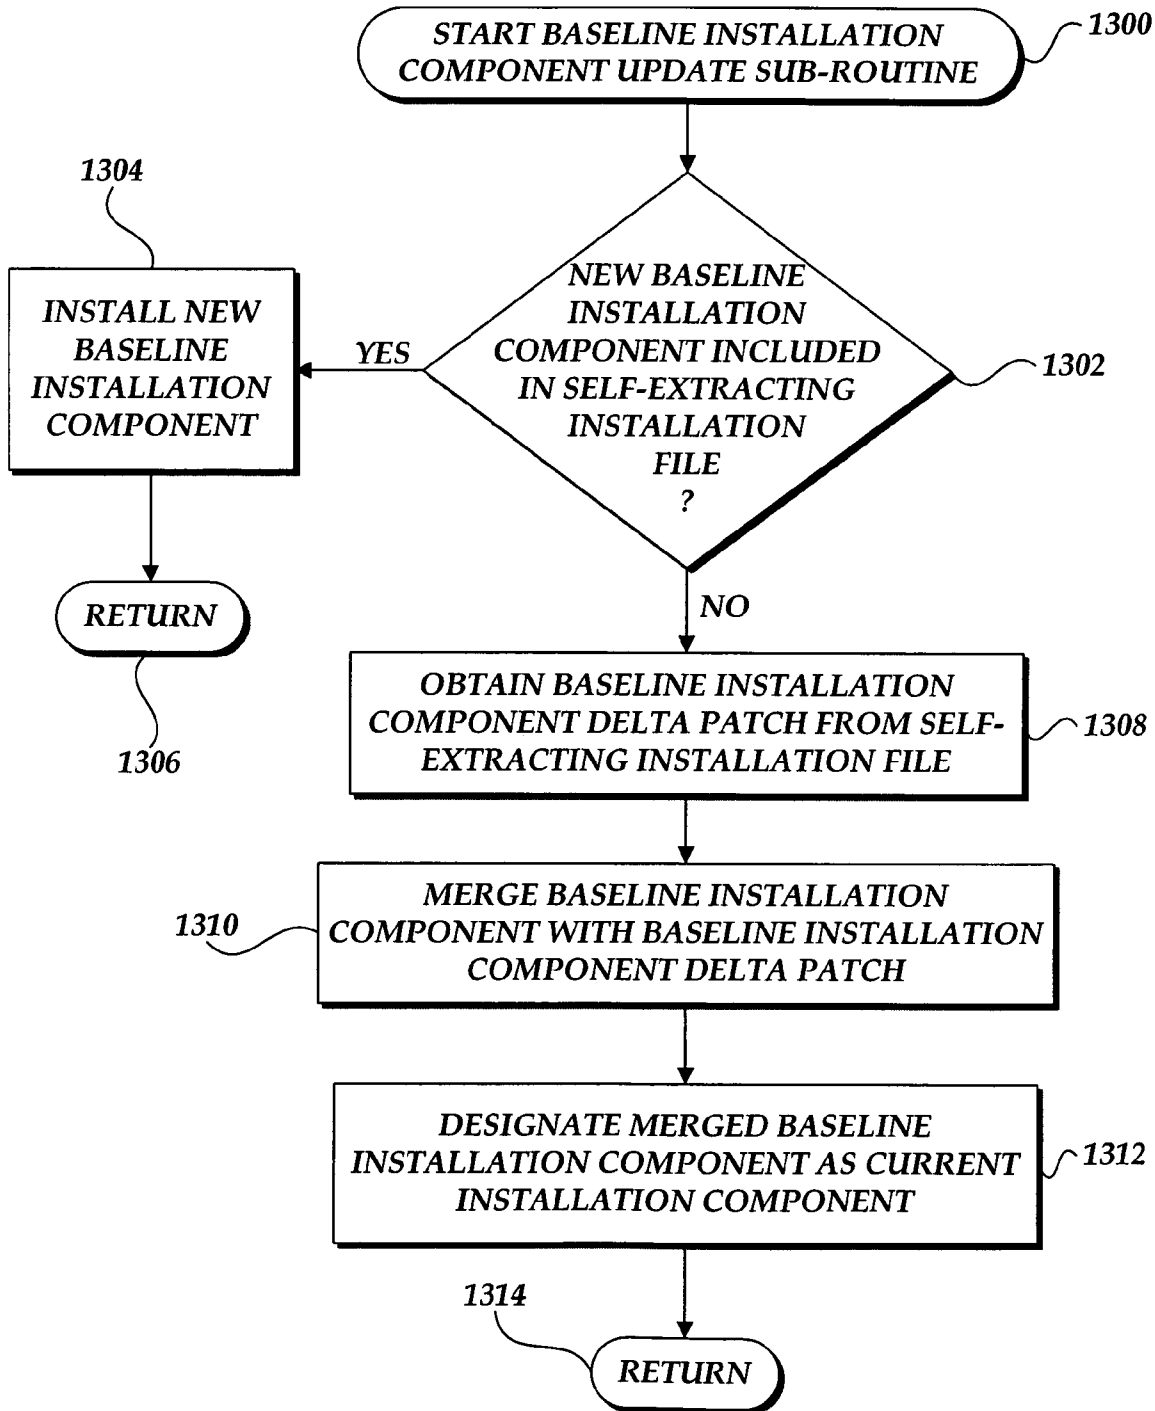 START BASELINE INSTALLATION
COMPONENT UPDATE SUB-ROUTINE
1300
1304
INSTALL NEW
BASELINE
INSTALLATION
COMPONENT
YES
NEW BASELINE
INSTALLATION
COMPONENT INCLUDED
IN SELF-EXTRACTING
INSTALLATION
FILE
?
1302
RETURN
1306
NO
OBTAIN BASELINE INSTALLATION
COMPONENT DELTA PATCH FROM SELF-
EXTRACTING INSTALLATION FILE
1308
MERGE BASELINE INSTALLATION
COMPONENT WITH BASELINE INSTALLATION
COMPONENT DELTA PATCH
1310
DESIGNATE MERGED BASELINE
INSTALLATION COMPONENT AS CURRENT
INSTALLATION COMPONENT
1312
1314
RETURN